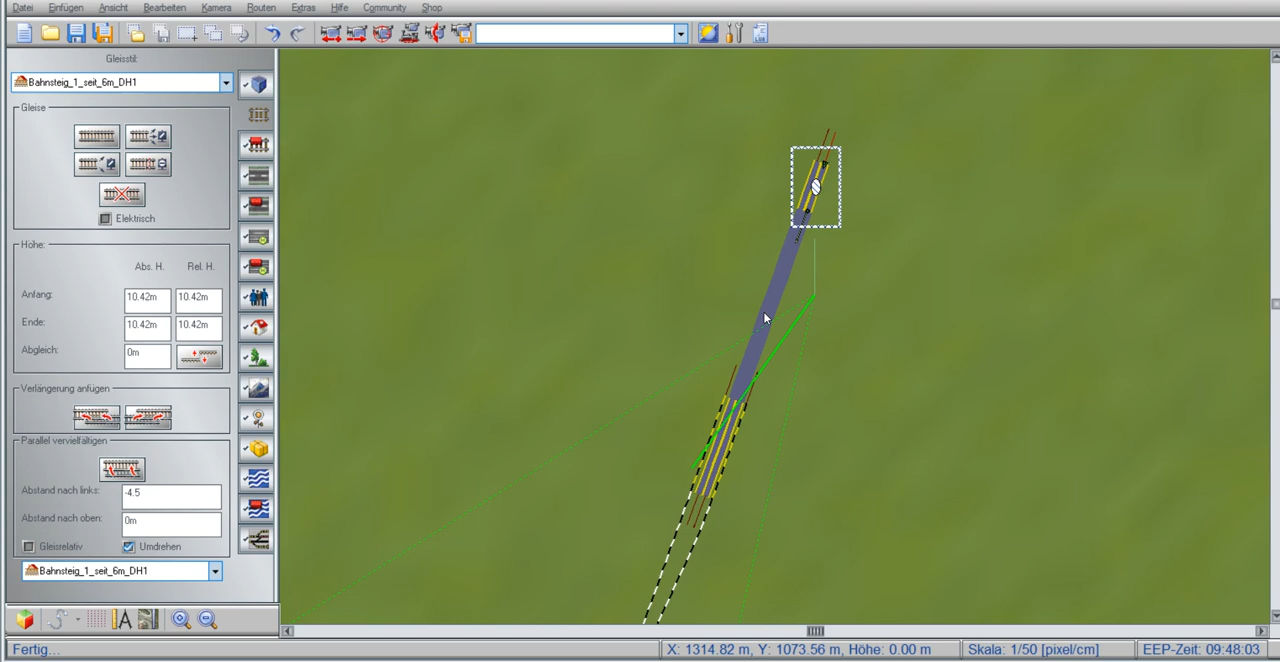 Datei Einfügen Ansicht Bearbeiten Kamera Routen Extras Hilfe Community Shop
Gleisstil:
Bahnsteig_1_seit_6m_DH1
Gleise
Elektrisch
Höhe:
Abs. H. Rel. H.
Anfang: 10.42m 10.42m
Ende: 10.42m 10.42m
Abgleich: 0m
Verlängerung anfügen
Parallel vervielfältigen
Abstand nach links: -4.5
Abstand nach oben: 0m
Gleisrelativ Umdrehen
Bahnsteig_1_seit_6m_DH1
Fertig... X: 1314.82 m, Y: 1073.56 m, Höhe: 0.00 m Skala: 1/50 [pixel/cm] EEP-Zeit: 09:48:03